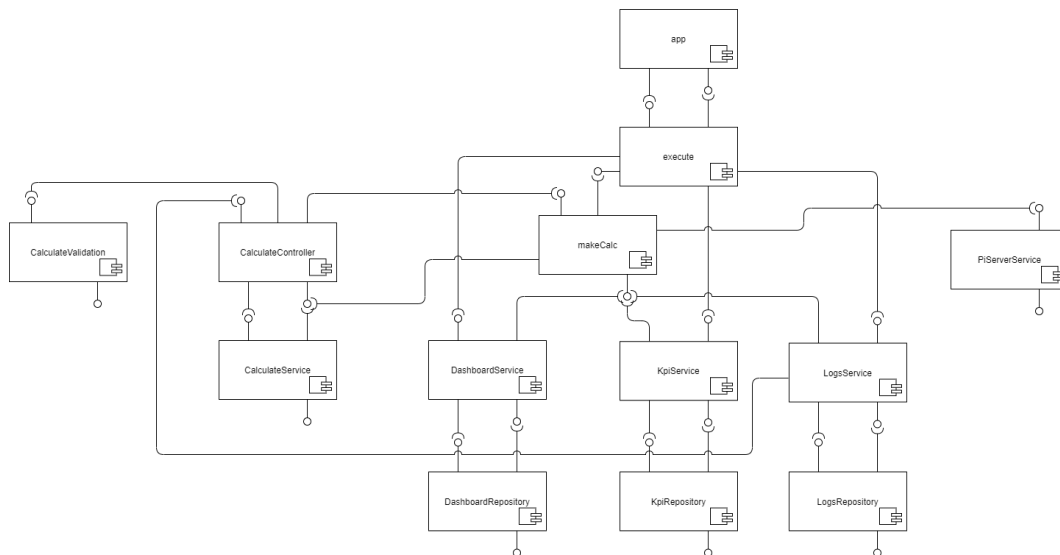 app
execute
CalculateValidation
CalculateController
makeCalc
PiServerService
CalculateService
DashboardService
KpiService
LogsService
DashboardRepository
KpiRepository
LogsRepository